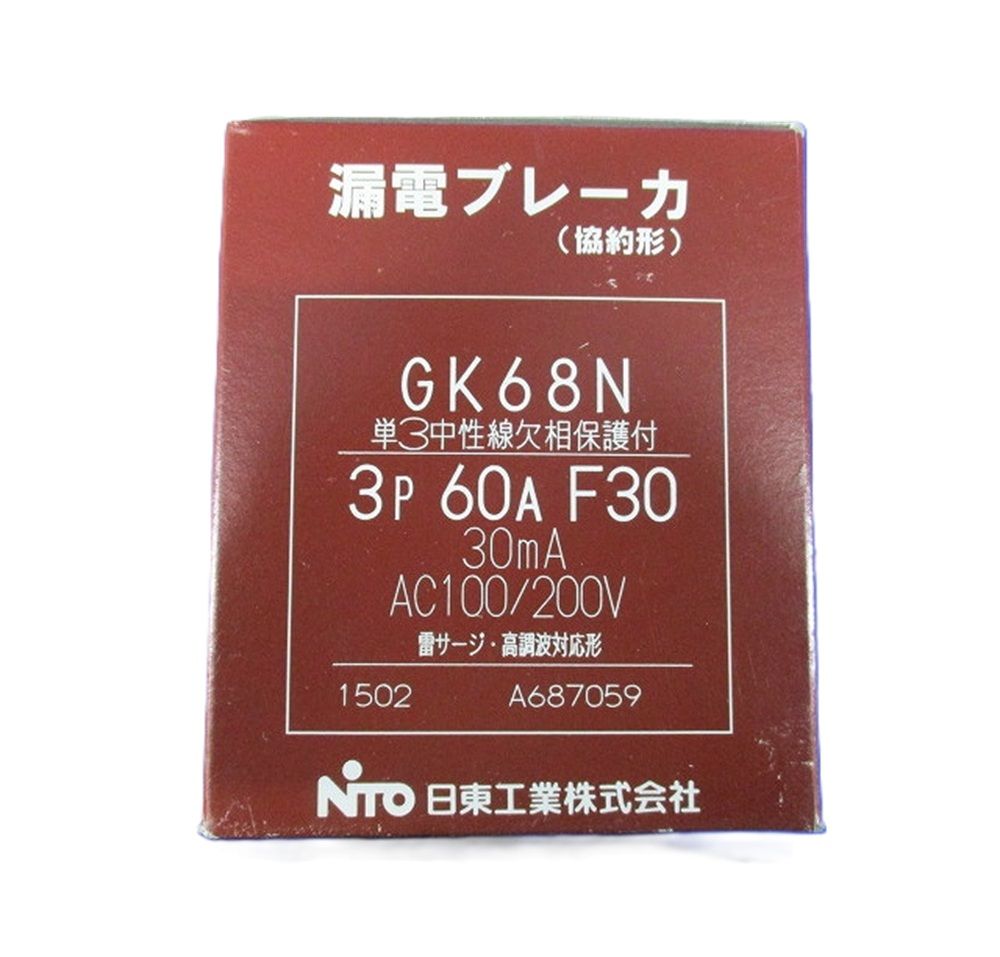 漏電ブレーカ
(協約形)
GK68N
単3中性線欠相保護付
3P 60A F30
30mA
AC100/200V
雷サージ・高調波対応形
1502 A687059
NITO 日東工業株式会社